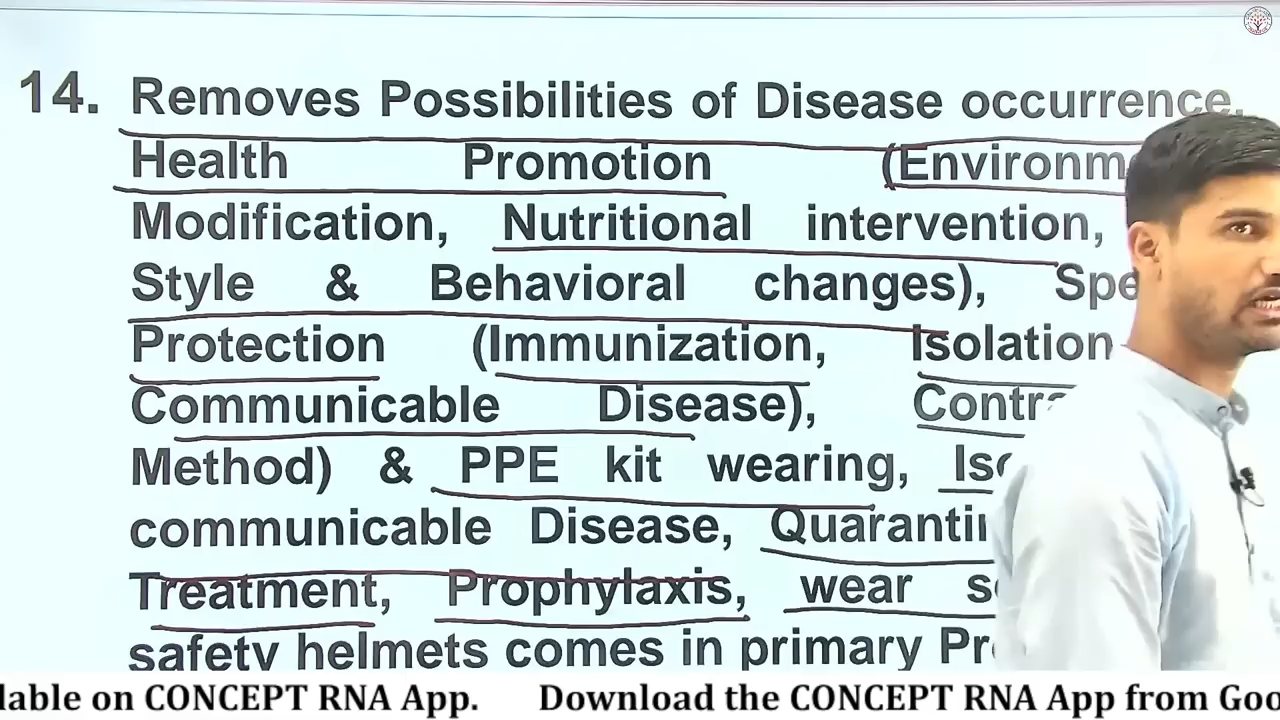 14. Removes Possibilities of Disease occurrence,
Health Promotion (Environm
Modification, Nutritional intervention,
Style & Behavioral changes), Spe
Protection (Immunization, Isolation
Communicable Disease), Contra
Method) & PPE kit wearing, Iso
communicable Disease, Quarantin
Treatment, Prophylaxis, wear se
safety helmets comes in primary Pr
lable on CONCEPT RNA App. Download the CONCEPT RNA App from Goo